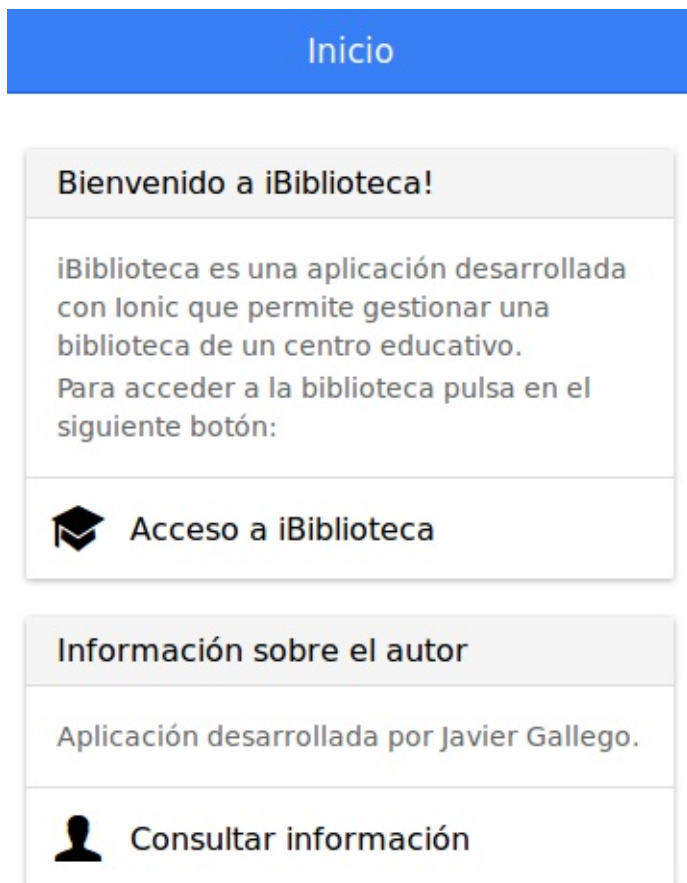 Inicio
Bienvenido a iBiblioteca!
iBiblioteca es una aplicación desarrollada
con Ionic que permite gestionar una
biblioteca de un centro educativo.
Para acceder a la biblioteca pulsa en el
siguiente botón:
Acceso a iBiblioteca
Información sobre el autor
Aplicación desarrollada por Javier Gallego.
Consultar información